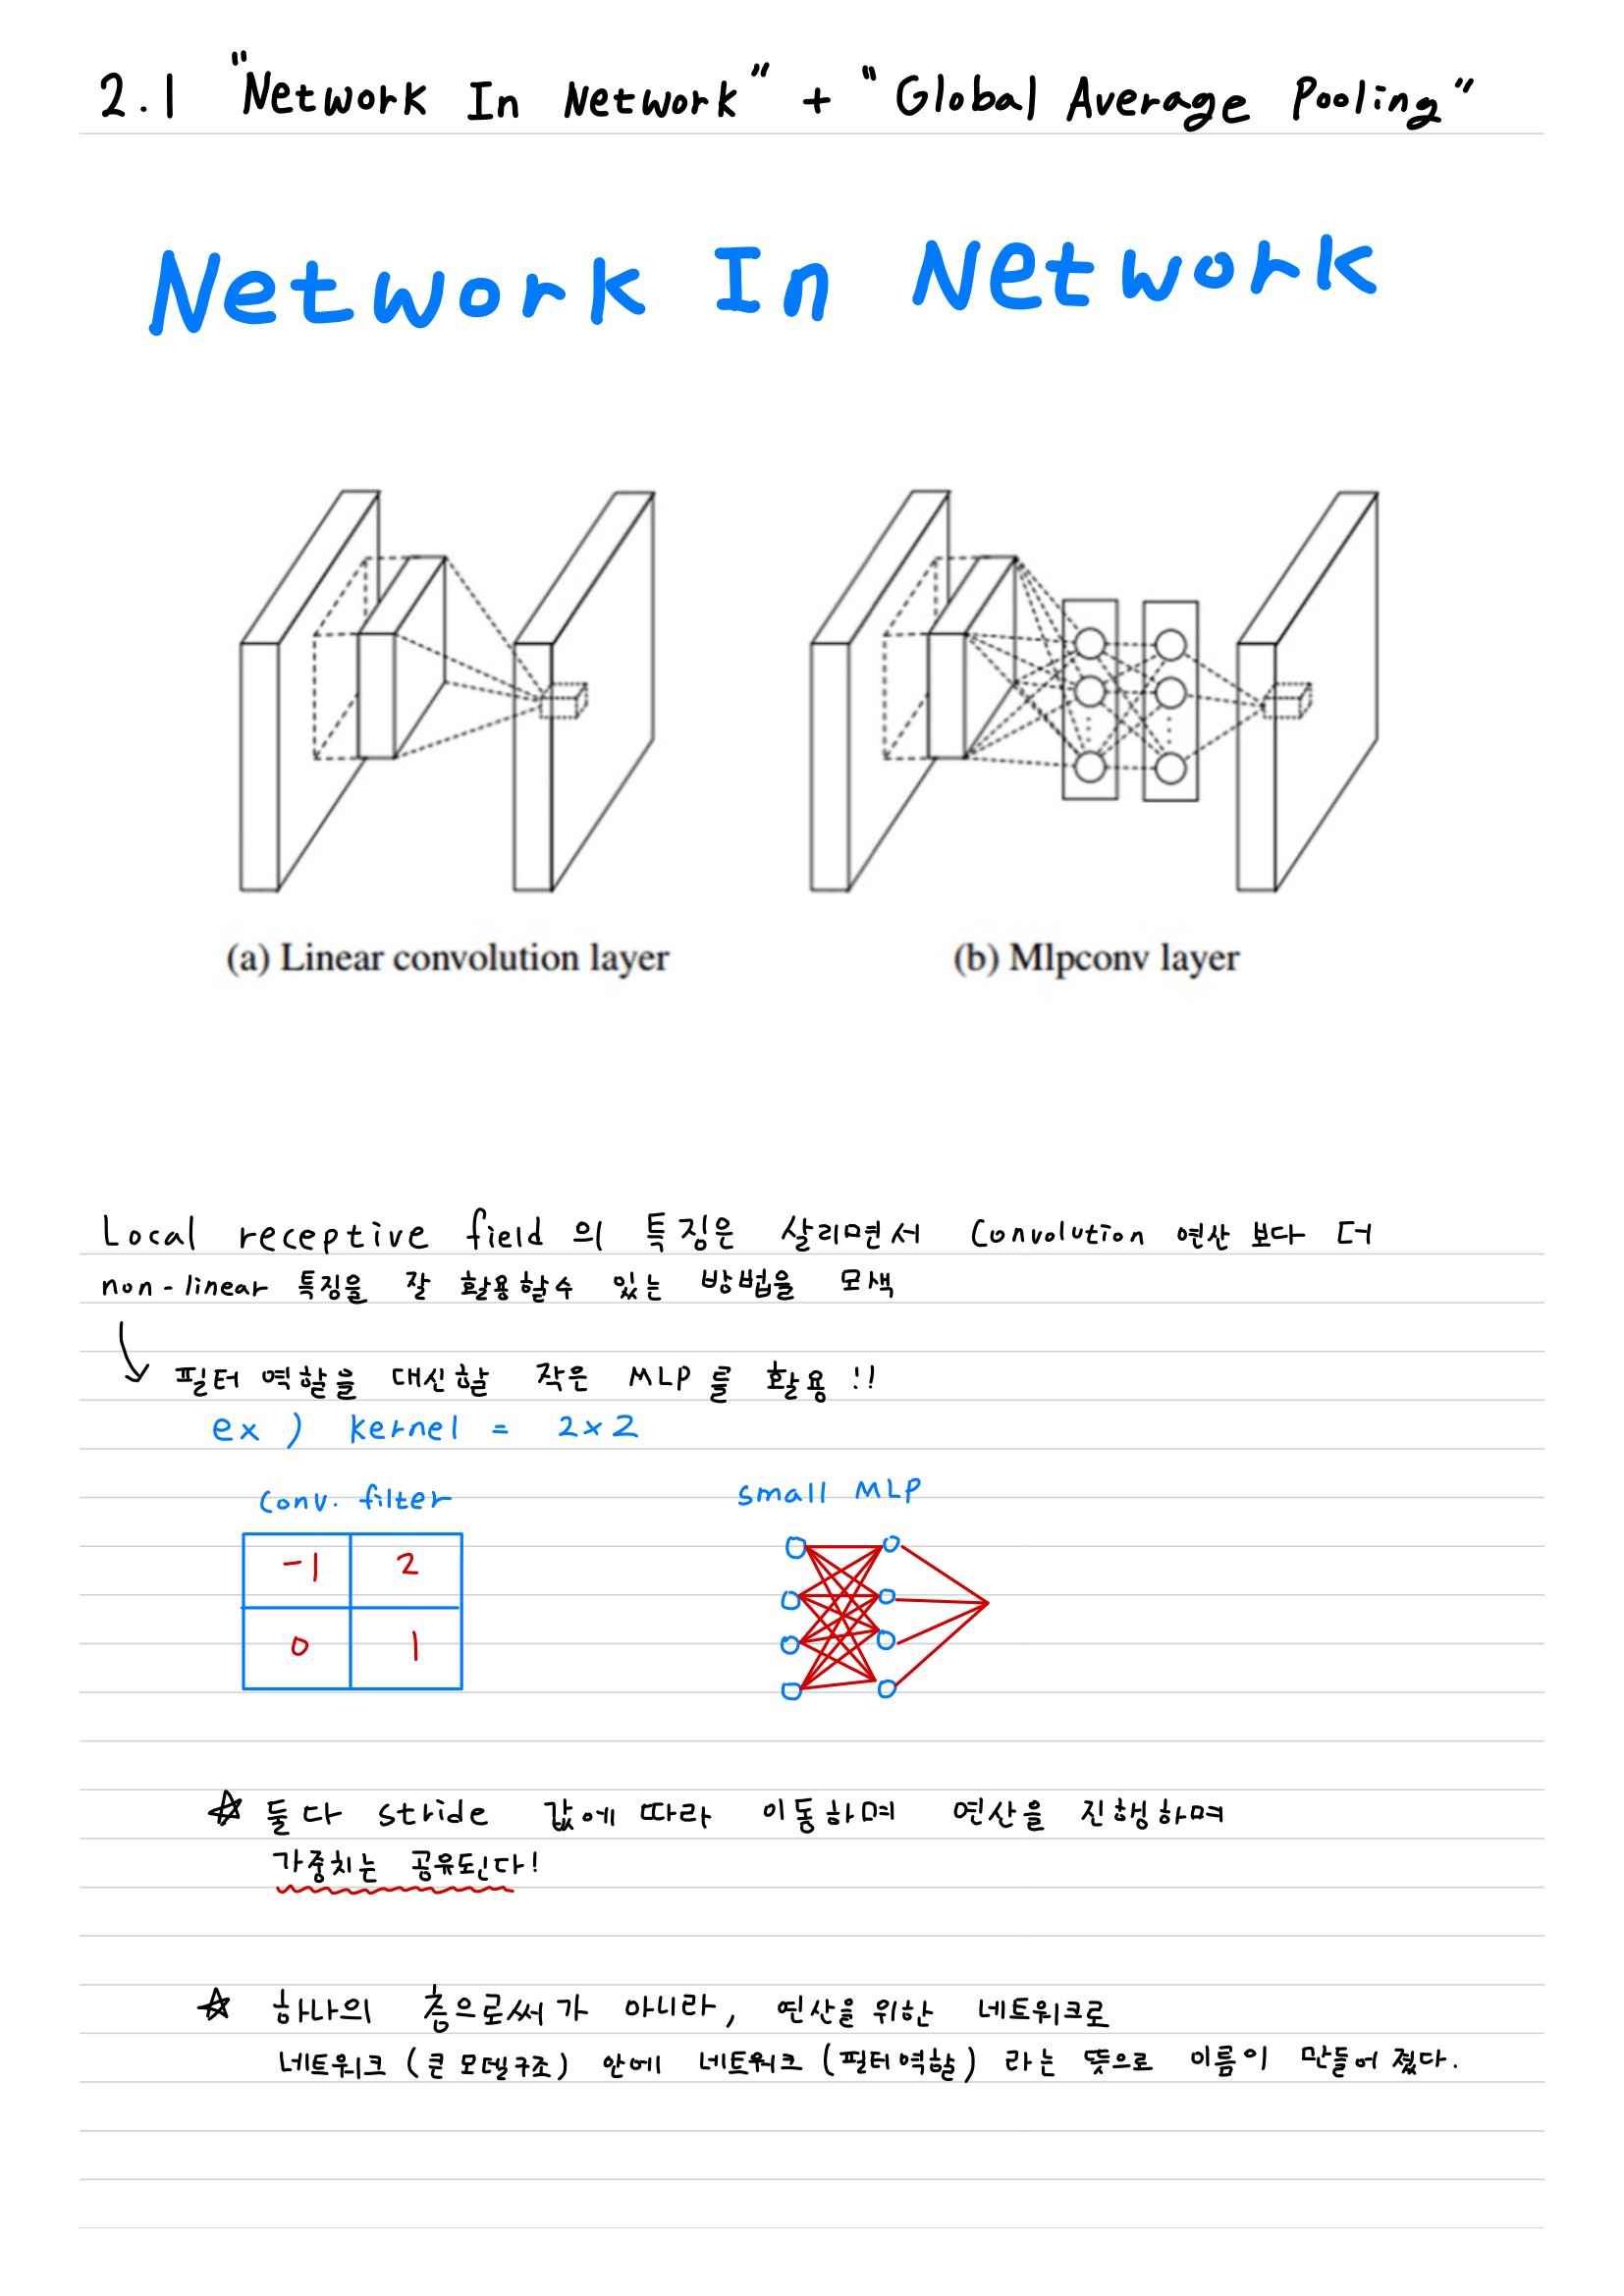 2.1 "Network In Network" + "Global Average Pooling"
Network In Network
(a) Linear convolution layer
(b) Mlpconv layer
Local receptive field 의 특징은 살리면서 Convolution 연산 보다 더
non-linear 특징을 잘 활용할수 있는 방법을 모색
필터 역할을 대신할 작은 MLP를 활용!!
ex ) kernel = 2×2
Conv. filter
small MLP
-1 2
0 1
☆ 둘다 stride 값에 따라 이동하며 연산을 진행하며
가중치는 공유된다!
☆ 하나의 층으로써가 아니라, 연산을 위한 네트워크로
네트워크 (큰 모델구조) 안에 네트워크 (필터역할) 라는 뜻으로 이름이 만들어 졌다.